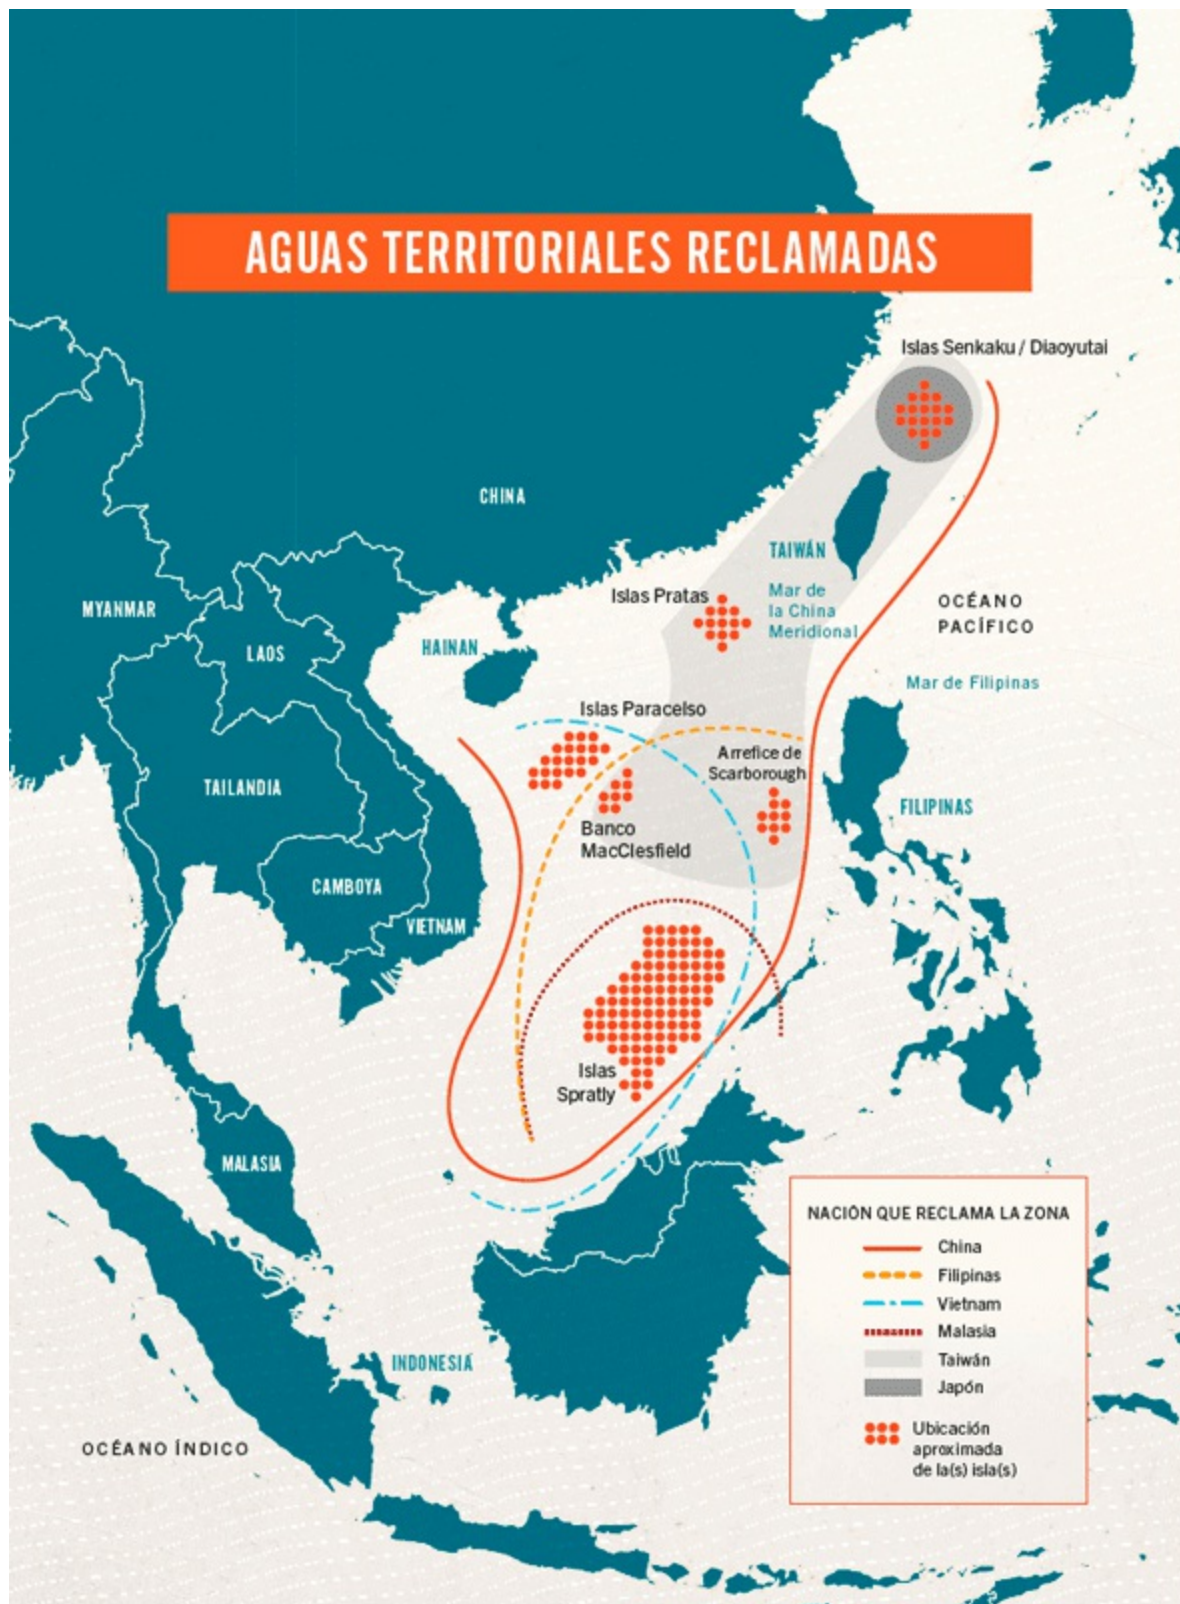 AGUAS TERRITORIALES RECLAMADAS
Islas Senkaku / Diaoyutai
CHINA
TAIWÁN
Islas Pratas
Mar de
la China
Meridional
OCÉANO
PACÍFICO
MYANMAR
LAOS
HAINAN
Mar de Filipinas
Islas Paracelso
Arrefice de
Scarborough
TAILANDIA
FILIPINAS
Banco
MacClesfield
CAMBOYA
VIETNAM
Islas
Spratly
MALASIA
INDONESIA
OCÉANO ÍNDICO
NACIÓN QUE RECLAMA LA ZONA
China
Filipinas
Vietnam
Malasia
Taiwán
Japón
Ubicación
aproximada
de la(s) isla(s)